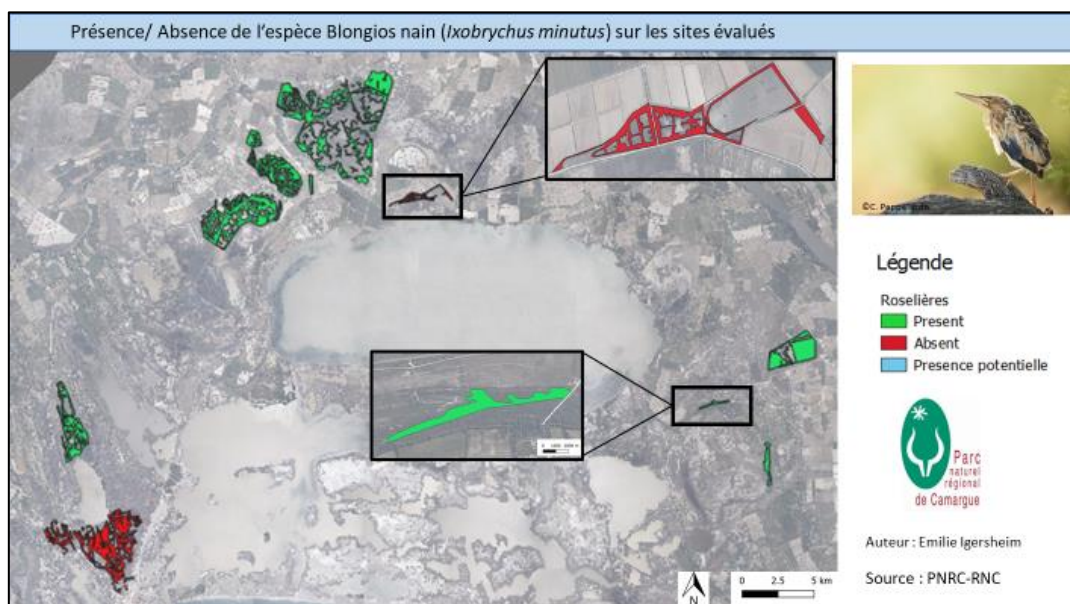 Présence/ Absence de l'espèce Blongios nain (Ixobrychus minutus) sur les sites évalués
Légende
Roselières
Present
Absent
Presence potentielle
Parc
naturel
régional
de Camargue
Auteur : Emilie Igersheim
Source : PNRC-RNC
N
0 2.5 5 km